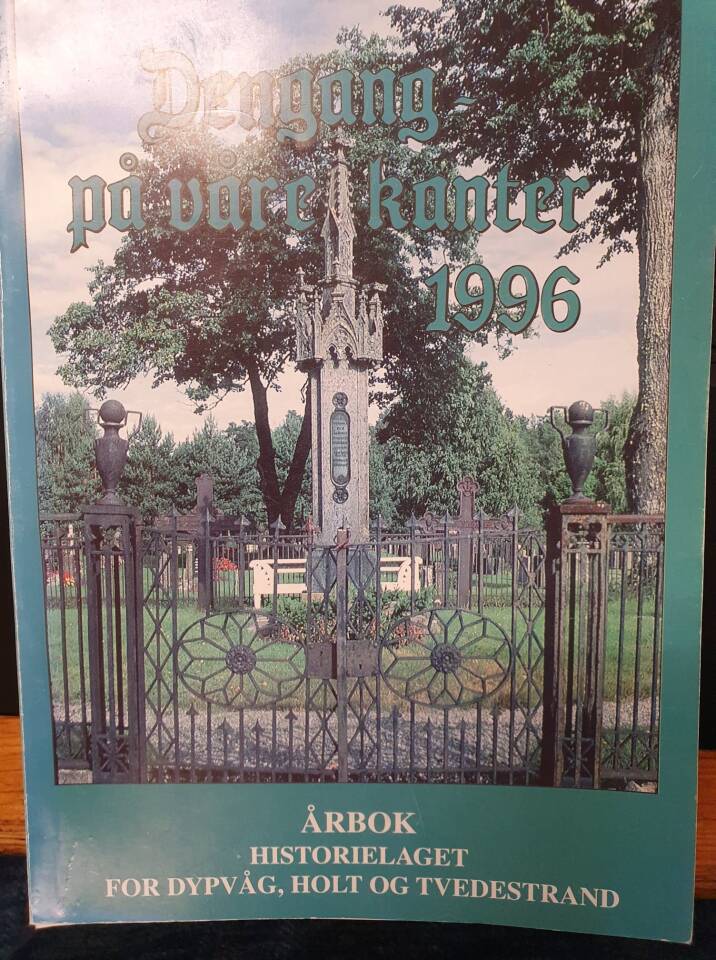 Dengang -
på våre kanter
1996
ÅRBOK
HISTORIELAGET
FOR DYPVÅG, HOLT OG TVEDESTRAND